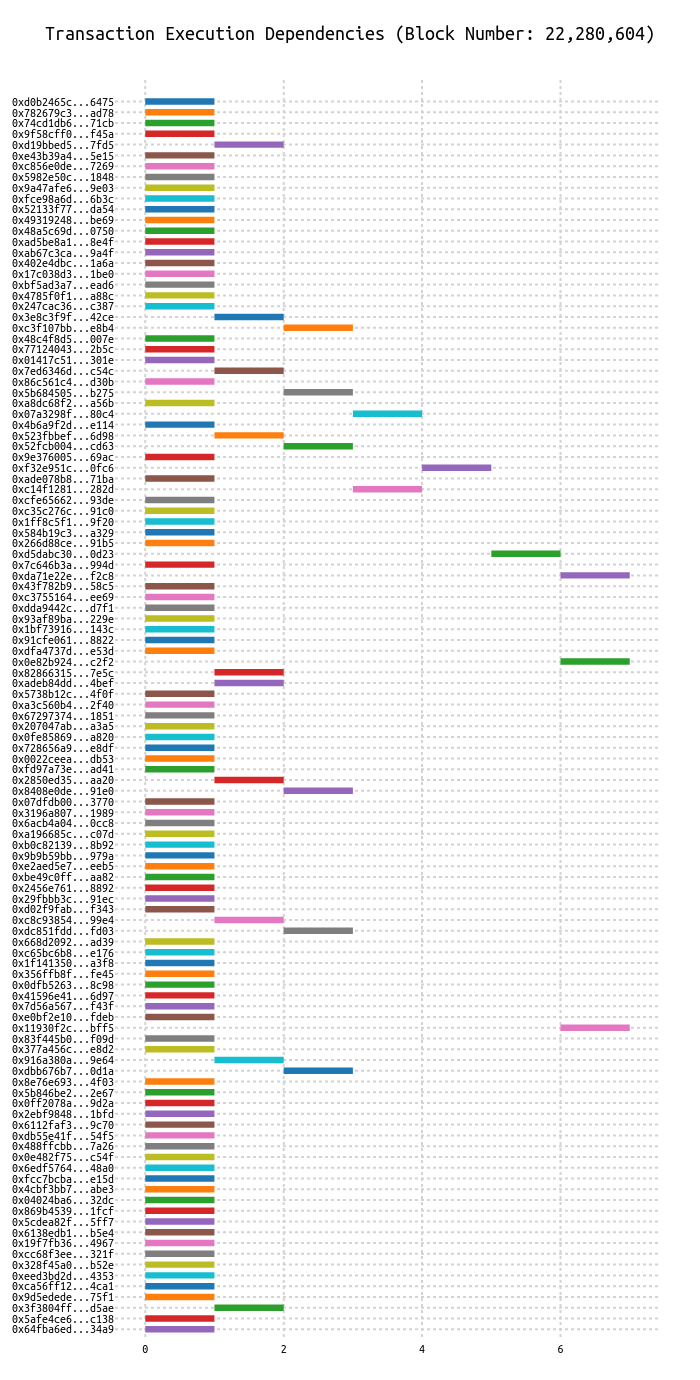 Transaction Execution Dependencies (Block Number: 22,280,604)
0xd0b2465c...6475
0x782679c3...ad78
0x74cd1db6...71cb
0x9f58cff0...f45a
0xd19bbed5...7fd5
0xe43b39a4...5e15
0xc856e0de...7269
0x5982e50c...1848
0x9a47afe6...9e03
0xfce98a6d...6b3c
0x52133f77...da54
0x49319248...be69
0x48a5c69d...0750
0xad5be8a1...8e4f
0xab67c3ca...9a4f
0x402e4dbc...1a6a
0x17c038d3...1be0
0xbf5ad3a7...ead6
0x4785f0f1...a88c
0x247cac36...c387
0x3e8c3f9f...42ce
0xc3f107bb...e8b4
0x48c4f8d5...007e
0x77124043...2b5c
0x01417c51...301e
0x7ed6346d...c54c
0x86c561c4...d30b
0x5b684505...b275
0xa8dc68f2...a56b
0x07a3298f...80c4
0x4b6a9f2d...e114
0x523fbbef...6d98
0x52fcb004...cd63
0x9e376005...69ac
0xf32e951c...0fc6
0xade078b8...71ba
0xc14f1281...282d
0xcfe65662...93de
0xc35c276c...91c0
0x1ff8c5f1...9f20
0x584b19c3...a329
0x266d88ce...91b5
0xd5dabc30...0d23
0x7c646b3a...994d
0xda71e22e...f2c8
0x43f782b9...58c5
0xc3755164...ee69
0xdda9442c...d7f1
0x93af89ba...229e
0x1bf73916...143c
0x91cfe061...8822
0xdfa4737d...e53d
0x0e82b924...c2f2
0x82866315...7e5c
0xadeb84dd...4bef
0x5738b12c...4f0f
0xa3c560b4...2f40
0x67297374...1851
0x207047ab...a3a5
0x0fe85869...a820
0x728656a9...e8df
0x0022ceea...db53
0xfd97a73e...ad41
0x2850ed35...aa20
0x8408e0de...91e0
0x07dfdb00...3770
0x3196a807...1989
0x6acb4a04...0cc8
0xa196685c...c07d
0xb0c82139...8b92
0x9b9b59bb...979a
0xe2aed5e7...eeb5
0xbe49c0ff...aa82
0x2456e761...8892
0x29fbbb3c...91ec
0xd02f9fab...f343
0xc8c93854...99e4
0xdc851fdd...fd03
0x668d2092...ad39
0xc65bc6b8...e176
0x1f141350...a3f8
0x356ffb8f...fe45
0x0dfb5263...8c98
0x41596e41...6d97
0x7d56a567...f43f
0xe0bf2e10...fdeb
0x11930f2c...bff5
0x83f445b0...f09d
0x377a456c...e8d2
0x916a380a...9e64
0xdbb676b7...0d1a
0x8e76e693...4f03
0x5b846be2...2e67
0x0ff2078a...9d2a
0x2ebf9848...1bfd
0x6112faf3...9c70
0xdb55e41f...54f5
0x488ffcbb...7a26
0x0e482f75...c54f
0x6edf5764...48a0
0xfcc7bcba...e15d
0x4cbf3bb7...abe3
0x04024ba6...32dc
0x869b4539...1fcf
0x5cdea82f...5ff7
0x6138edb1...b5e4
0x19f7fb36...4967
0xcc68f3ee...321f
0x328f45a0...b52e
0xeed3bd2d...4353
0xca56ff12...4ca1
0x9d5edede...75f1
0x3f3804ff...d5ae
0x5afe4ce6...c138
0x64fba6ed...34a9
0 2 4 6